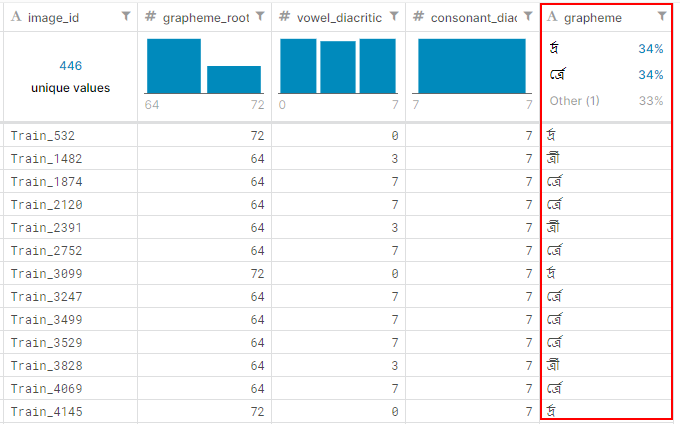 image_id grapheme_root vowel_diacritic consonant_diac grapheme
446
unique values
64 72 0 7 7 7
র্দ্র 34%
র্ত্রে 34%
Other (1) 33%
Train_532 72 0 7 র্দ্র
Train_1482 64 3 7 র্ত্রী
Train_1874 64 7 7 র্ত্রে
Train_2120 64 7 7 র্ত্রে
Train_2391 64 3 7 র্ত্রী
Train_2752 64 7 7 র্ত্রে
Train_3099 72 0 7 র্দ্র
Train_3247 64 7 7 র্ত্রে
Train_3499 64 7 7 র্ত্রে
Train_3529 64 7 7 র্ত্রে
Train_3828 64 3 7 র্ত্রী
Train_4069 64 7 7 র্ত্রে
Train_4145 72 0 7 র্দ্র